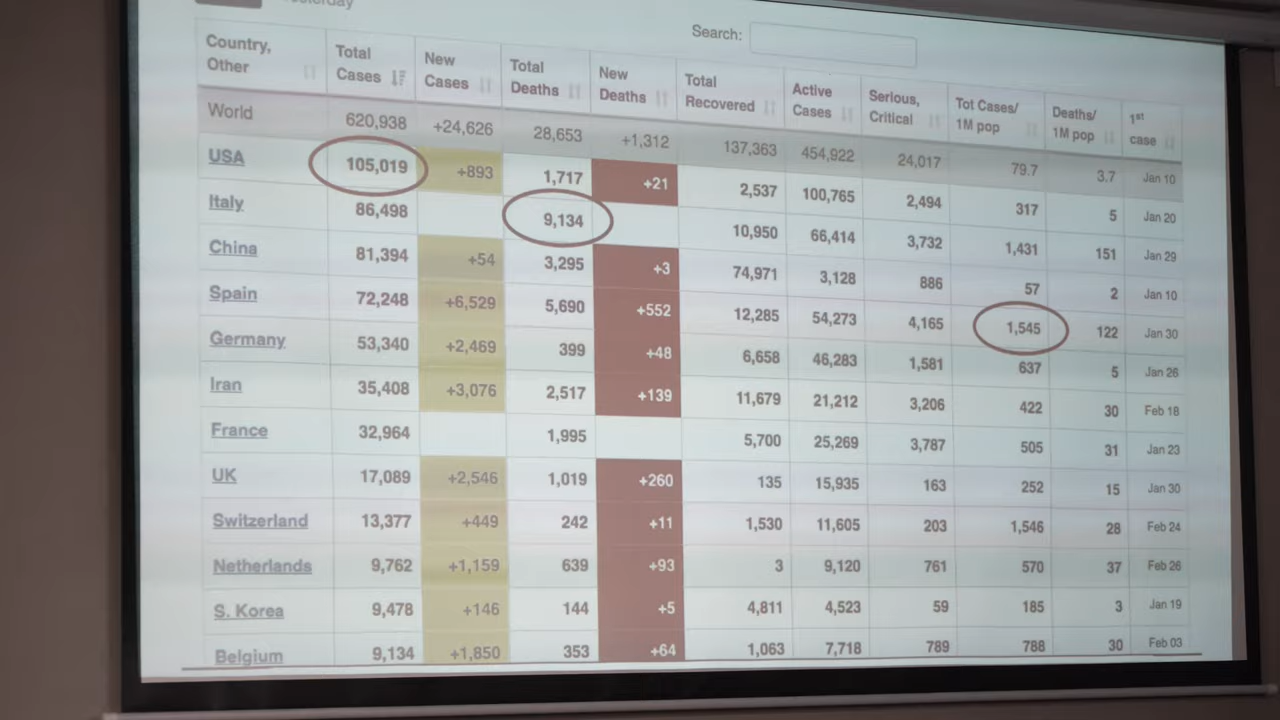 Yesterday
Search:
Country, Other Total Cases New Cases Total Deaths New Deaths Total Recovered Active Cases Serious, Critical Tot Cases/ 1M pop Deaths/ 1M pop 1st case
World 620,938 +24,626 28,653 +1,312 137,363 454,922 24,017 79.7 3.7 Jan 10
USA 105,019 +893 1,717 +21 2,537 100,765 2,494 317 5 Jan 20
Italy 86,498 9,134 10,950 66,414 3,732 1,431 151 Jan 29
China 81,394 +54 3,295 +3 74,971 3,128 886 57 2 Jan 10
Spain 72,248 +6,529 5,690 +552 12,285 54,273 4,165 1,545 122 Jan 30
Germany 53,340 +2,469 399 +48 6,658 46,283 1,581 637 5 Jan 26
Iran 35,408 +3,076 2,517 +139 11,679 21,212 3,206 422 30 Feb 18
France 32,964 1,995 5,700 25,269 3,787 505 31 Jan 23
UK 17,089 +2,546 1,019 +260 135 15,935 163 252 15 Jan 30
Switzerland 13,377 +449 242 +11 1,530 11,605 203 1,546 28 Feb 24
Netherlands 9,762 +1,159 639 +93 3 9,120 761 570 37 Feb 26
S. Korea 9,478 +146 144 +5 4,811 4,523 59 185 3 Jan 19
Belgium 9,134 +1,850 353 +64 1,063 7,718 789 788 30 Feb 03